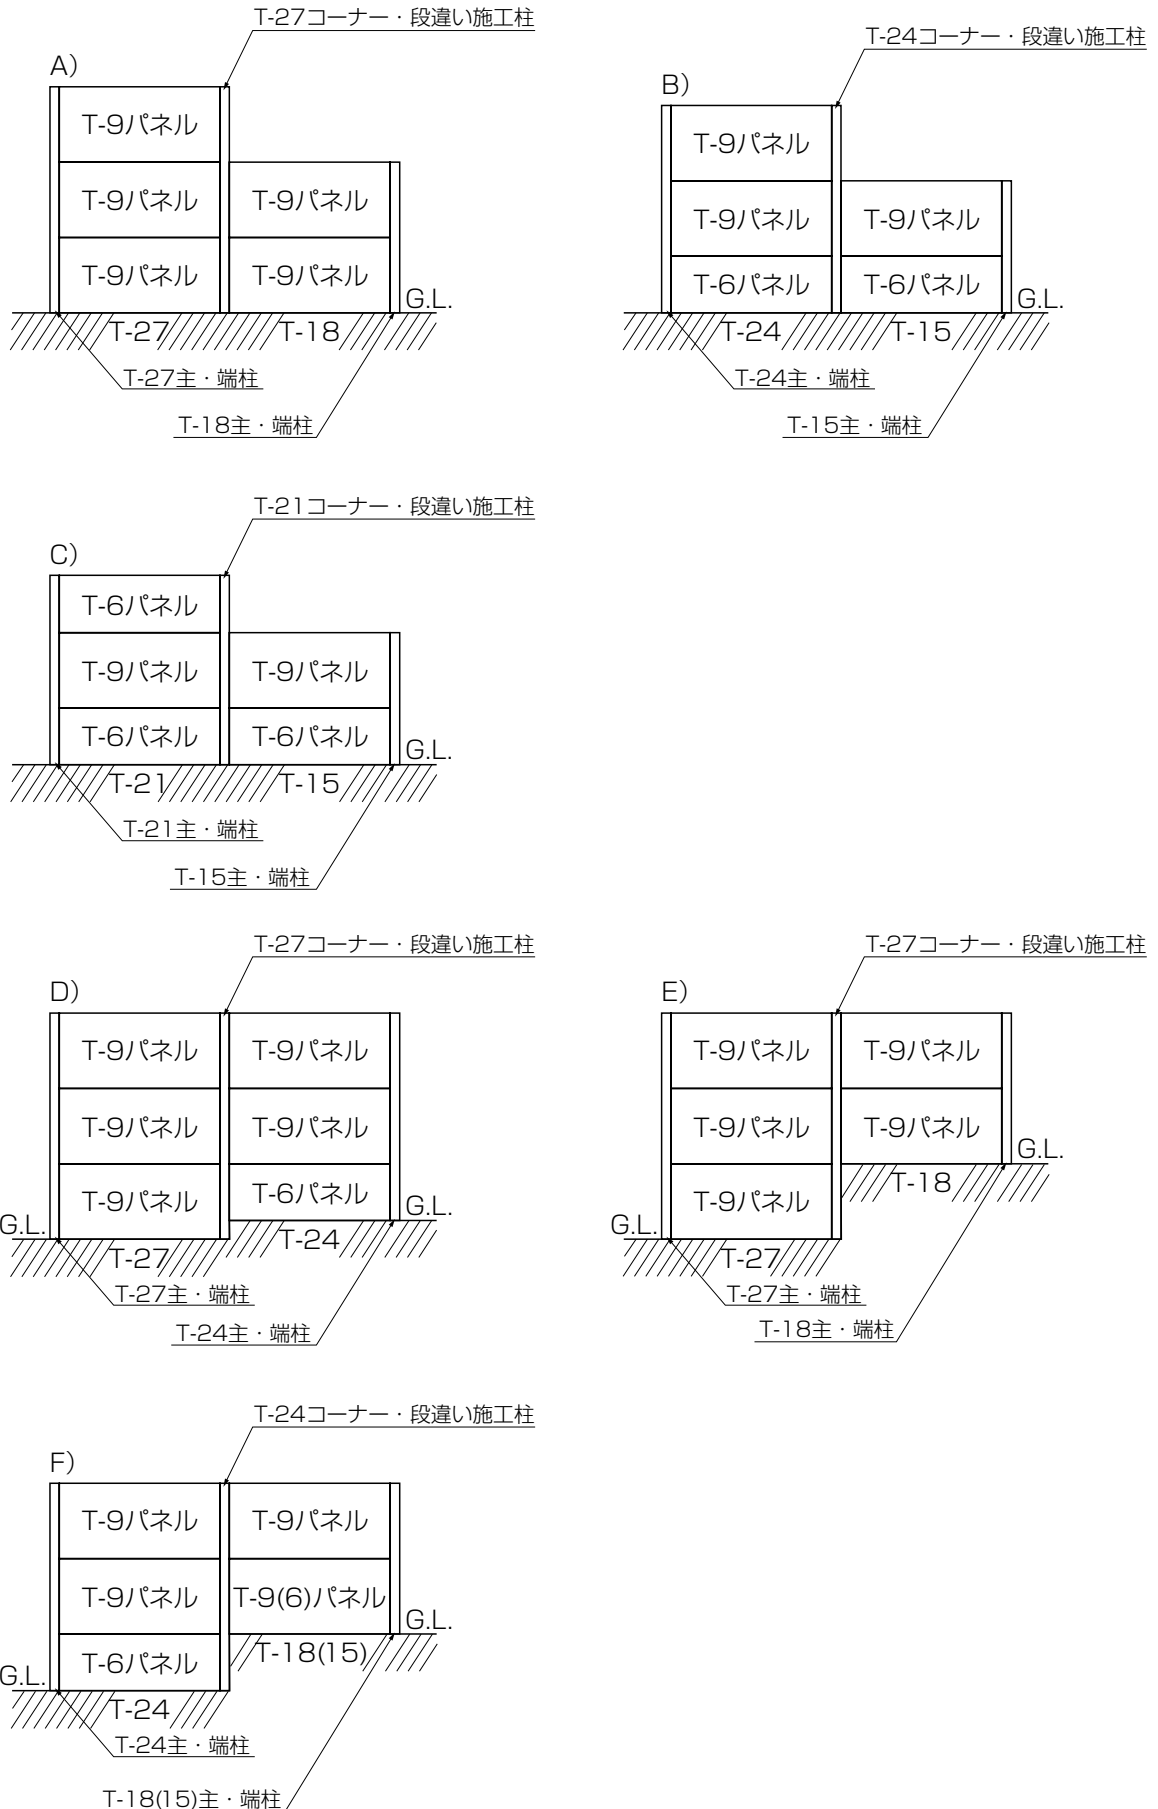 T-27コーナー・段違い施工柱
A)
T-9パネル
T-9パネル
T-9パネル
T-9パネル
T-9パネル
G.L.
T-27
T-18
T-27主・端柱
T-18主・端柱
T-24コーナー・段違い施工柱
B)
T-9パネル
T-9パネル
T-9パネル
T-6パネル
T-6パネル
G.L.
T-24
T-15
T-24主・端柱
T-15主・端柱
T-21コーナー・段違い施工柱
C)
T-6パネル
T-9パネル
T-9パネル
T-6パネル
T-6パネル
G.L.
T-21
T-15
T-21主・端柱
T-15主・端柱
T-27コーナー・段違い施工柱
D)
T-9パネル
T-9パネル
T-9パネル
T-9パネル
T-9パネル
T-6パネル
G.L.
G.L.
T-24
T-27
T-27主・端柱
T-24主・端柱
T-27コーナー・段違い施工柱
E)
T-9パネル
T-9パネル
T-9パネル
T-9パネル
G.L.
T-18
T-9パネル
G.L.
T-27
T-27主・端柱
T-18主・端柱
T-24コーナー・段違い施工柱
F)
T-9パネル
T-9パネル
T-9パネル
T-9(6)パネル
G.L.
T-18(15)
T-6パネル
G.L.
T-24
T-24主・端柱
T-18(15)主・端柱